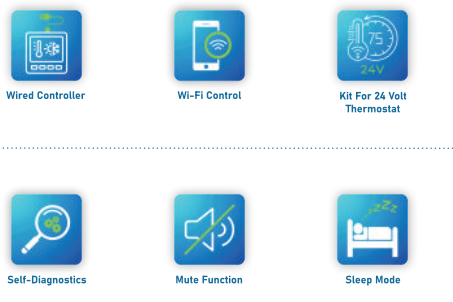 75
24V
Wired Controller
Wi-Fi Control
Kit For 24 Volt
Thermostat
zZZ
Self-Diagnostics
Mute Function
Sleep Mode